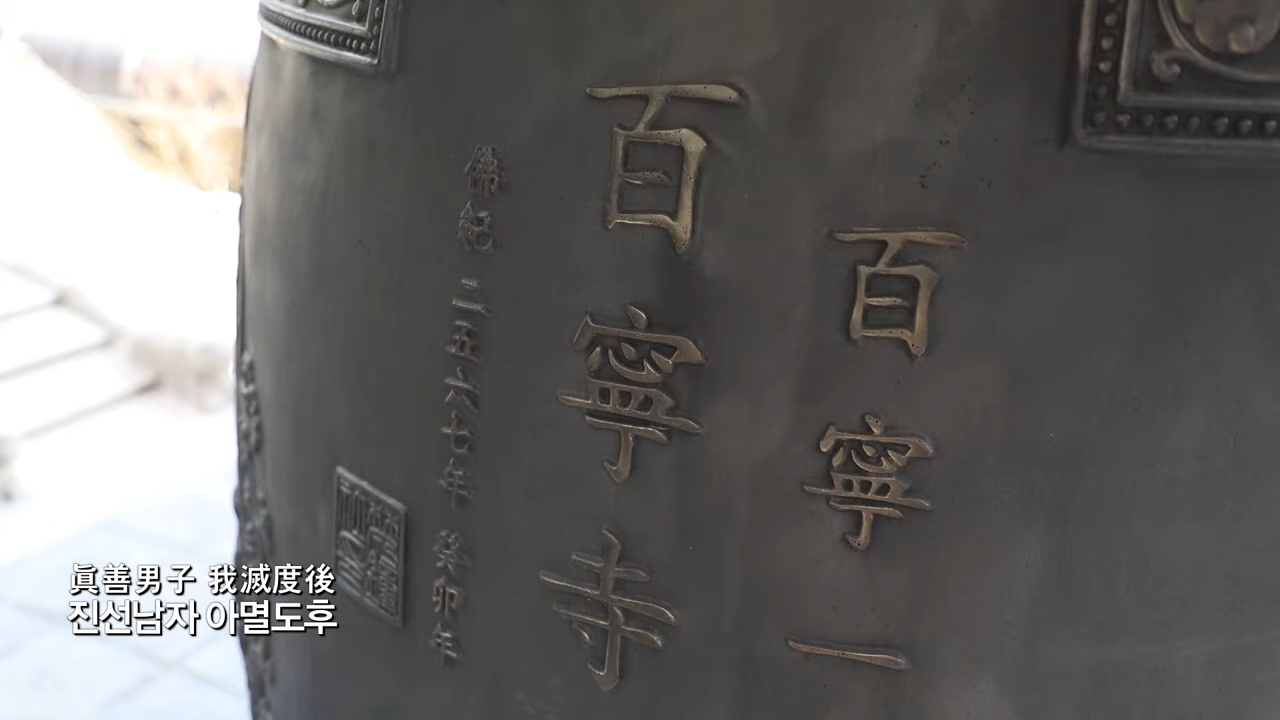 百寧一
百寧寺
佛紀 二五六七年 癸卯年
眞善男子 我滅度後
진선남자 아멸도후